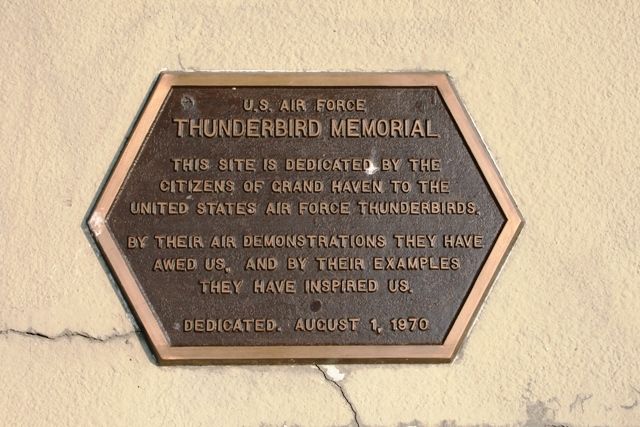 U.S. AIR FORCE
THUNDERBIRD MEMORIAL
THIS SITE IS DEDICATED BY THE
CITIZENS OF GRAND HAVEN TO THE
UNITED STATES AIR FORCE THUNDERBIRDS.
BY THEIR AIR DEMONSTRATIONS THEY HAVE
AWED US, AND BY THEIR EXAMPLES
THEY HAVE INSPIRED US.
DEDICATED. AUGUST 1, 1970